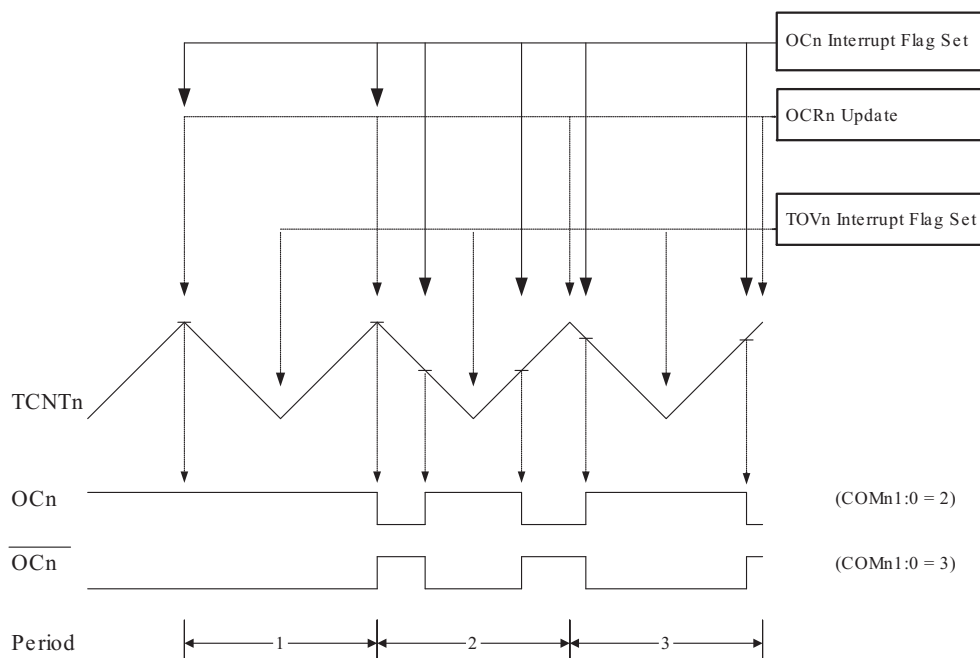 OCn Interrupt Flag Set
OCRn Update
TOVn Interrupt Flag Set
TCNTn
OCn (COMn1:0 = 2)
OCn (COMn1:0 = 3)
Period 1 2 3